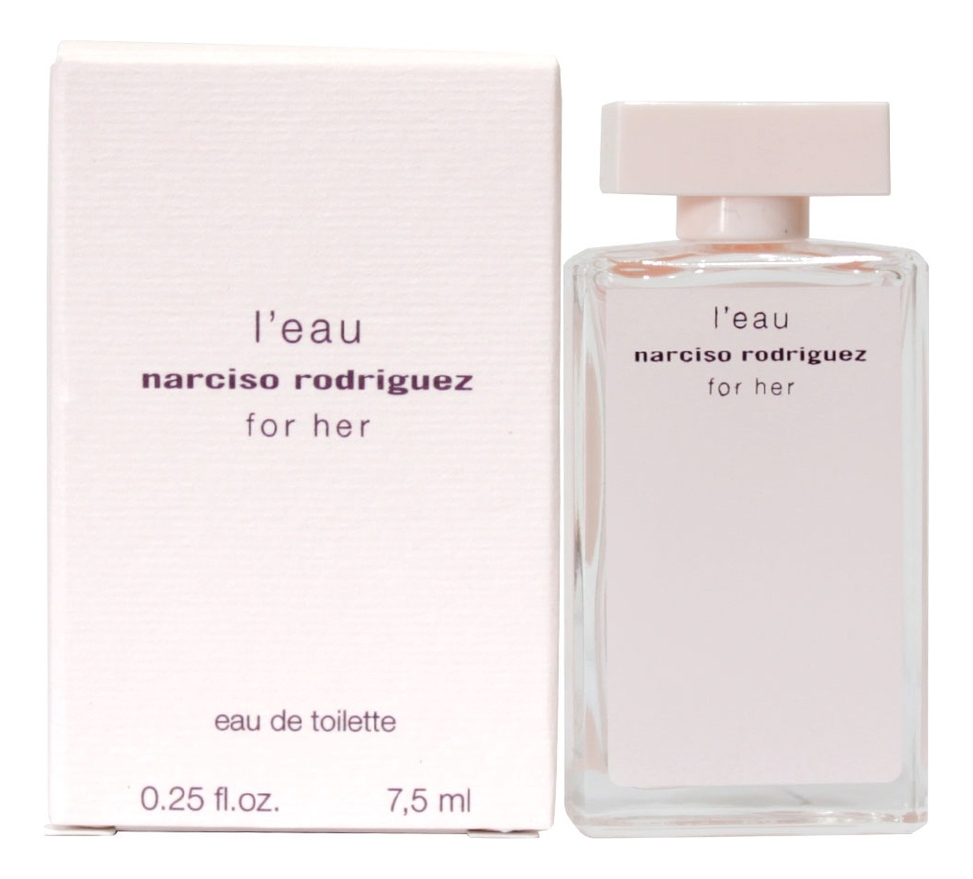 l'eau
narciso rodriguez
for her
eau de toilette
0.25 fl.oz. 7,5 ml
l'eau
narciso rodriguez
for her